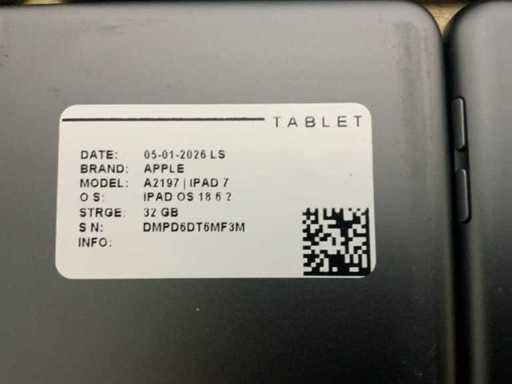 TABLET
DATE: 05-01-2026 LS
BRAND: APPLE
MODEL: A2197 | IPAD 7
O S: IPAD OS 18 6 2
STRGE: 32 GB
S N: DMPD6DT6MF3M
INFO: